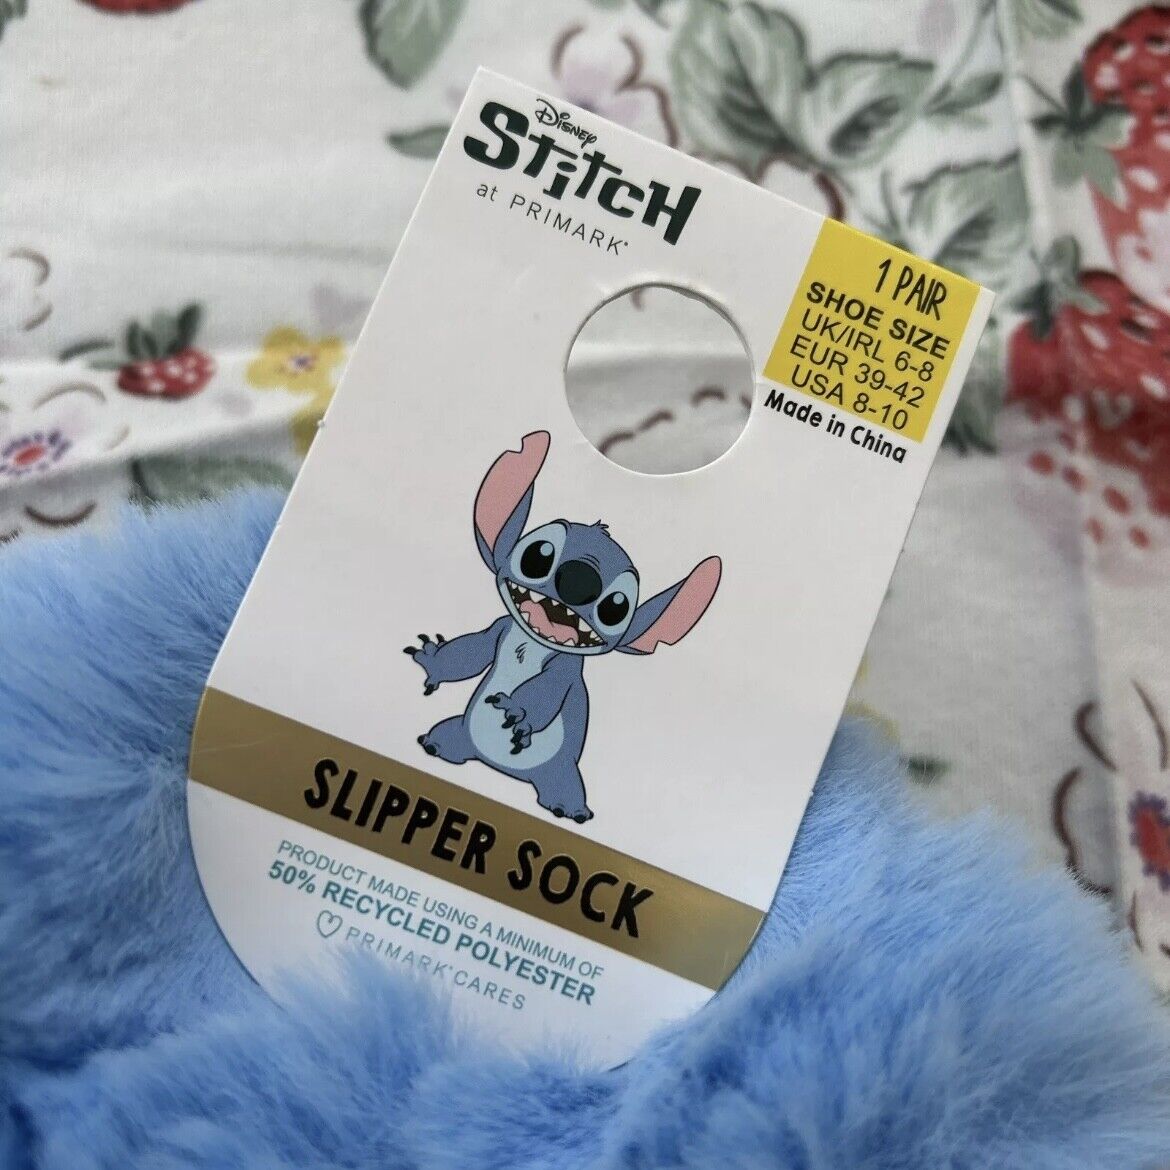 Disney
Stitch
at PRIMARK®
1 PAIR
SHOE SIZE
UK/IRL 6-8
EUR 39-42
USA 8-10
Made in China
SLIPPER SOCK
PRODUCT MADE USING A MINIMUM OF
50% RECYCLED POLYESTER
PRIMARK® CARES